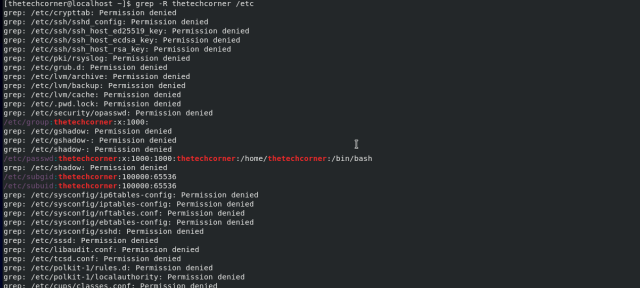 [thetechcorner@localhost ~]$ grep -R thetechcorner /etc
grep: /etc/crypttab: Permission denied
grep: /etc/ssh/sshd_config: Permission denied
grep: /etc/ssh/ssh_host_ed25519_key: Permission denied
grep: /etc/ssh/ssh_host_ecdsa_key: Permission denied
grep: /etc/ssh/ssh_host_rsa_key: Permission denied
grep: /etc/pki/rsyslog: Permission denied
grep: /etc/grub.d: Permission denied
grep: /etc/lvm/archive: Permission denied
grep: /etc/lvm/backup: Permission denied
grep: /etc/lvm/cache: Permission denied
grep: /etc/.pwd.lock: Permission denied
grep: /etc/security/opasswd: Permission denied
/etc/group:thetechcorner:x:1000:
grep: /etc/gshadow: Permission denied
grep: /etc/gshadow-: Permission denied
grep: /etc/shadow-: Permission denied
/etc/passwd:thetechcorner:x:1000:1000:thetechcorner:/home/thetechcorner:/bin/bash
grep: /etc/shadow: Permission denied
/etc/subgid:thetechcorner:100000:65536
/etc/subuid:thetechcorner:100000:65536
grep: /etc/sysconfig/ip6tables-config: Permission denied
grep: /etc/sysconfig/iptables-config: Permission denied
grep: /etc/sysconfig/nftables.conf: Permission denied
grep: /etc/sysconfig/ebtables-config: Permission denied
grep: /etc/sysconfig/sshd: Permission denied
grep: /etc/sssd: Permission denied
grep: /etc/libaudit.conf: Permission denied
grep: /etc/tcsd.conf: Permission denied
grep: /etc/polkit-1/rules.d: Permission denied
grep: /etc/polkit-1/localauthority: Permission denied
grep: /etc/cups/classes.conf: Permission denied